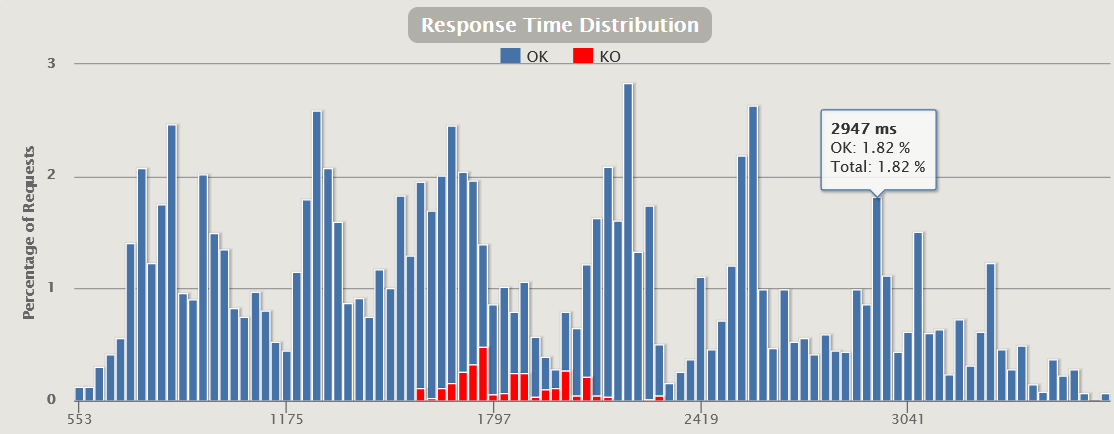 Response Time Distribution
OK KO
3
2
1
0
Percentage of Requests
2947 ms
OK: 1.82 %
Total: 1.82 %
553 1175 1797 2419 3041